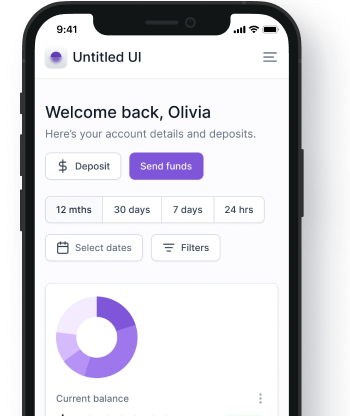 9:41
Untitled UI
Welcome back, Olivia
Here's your account details and deposits.
Deposit Send funds
12 mths 30 days 7 days 24 hrs
Select dates Filters
Current balance